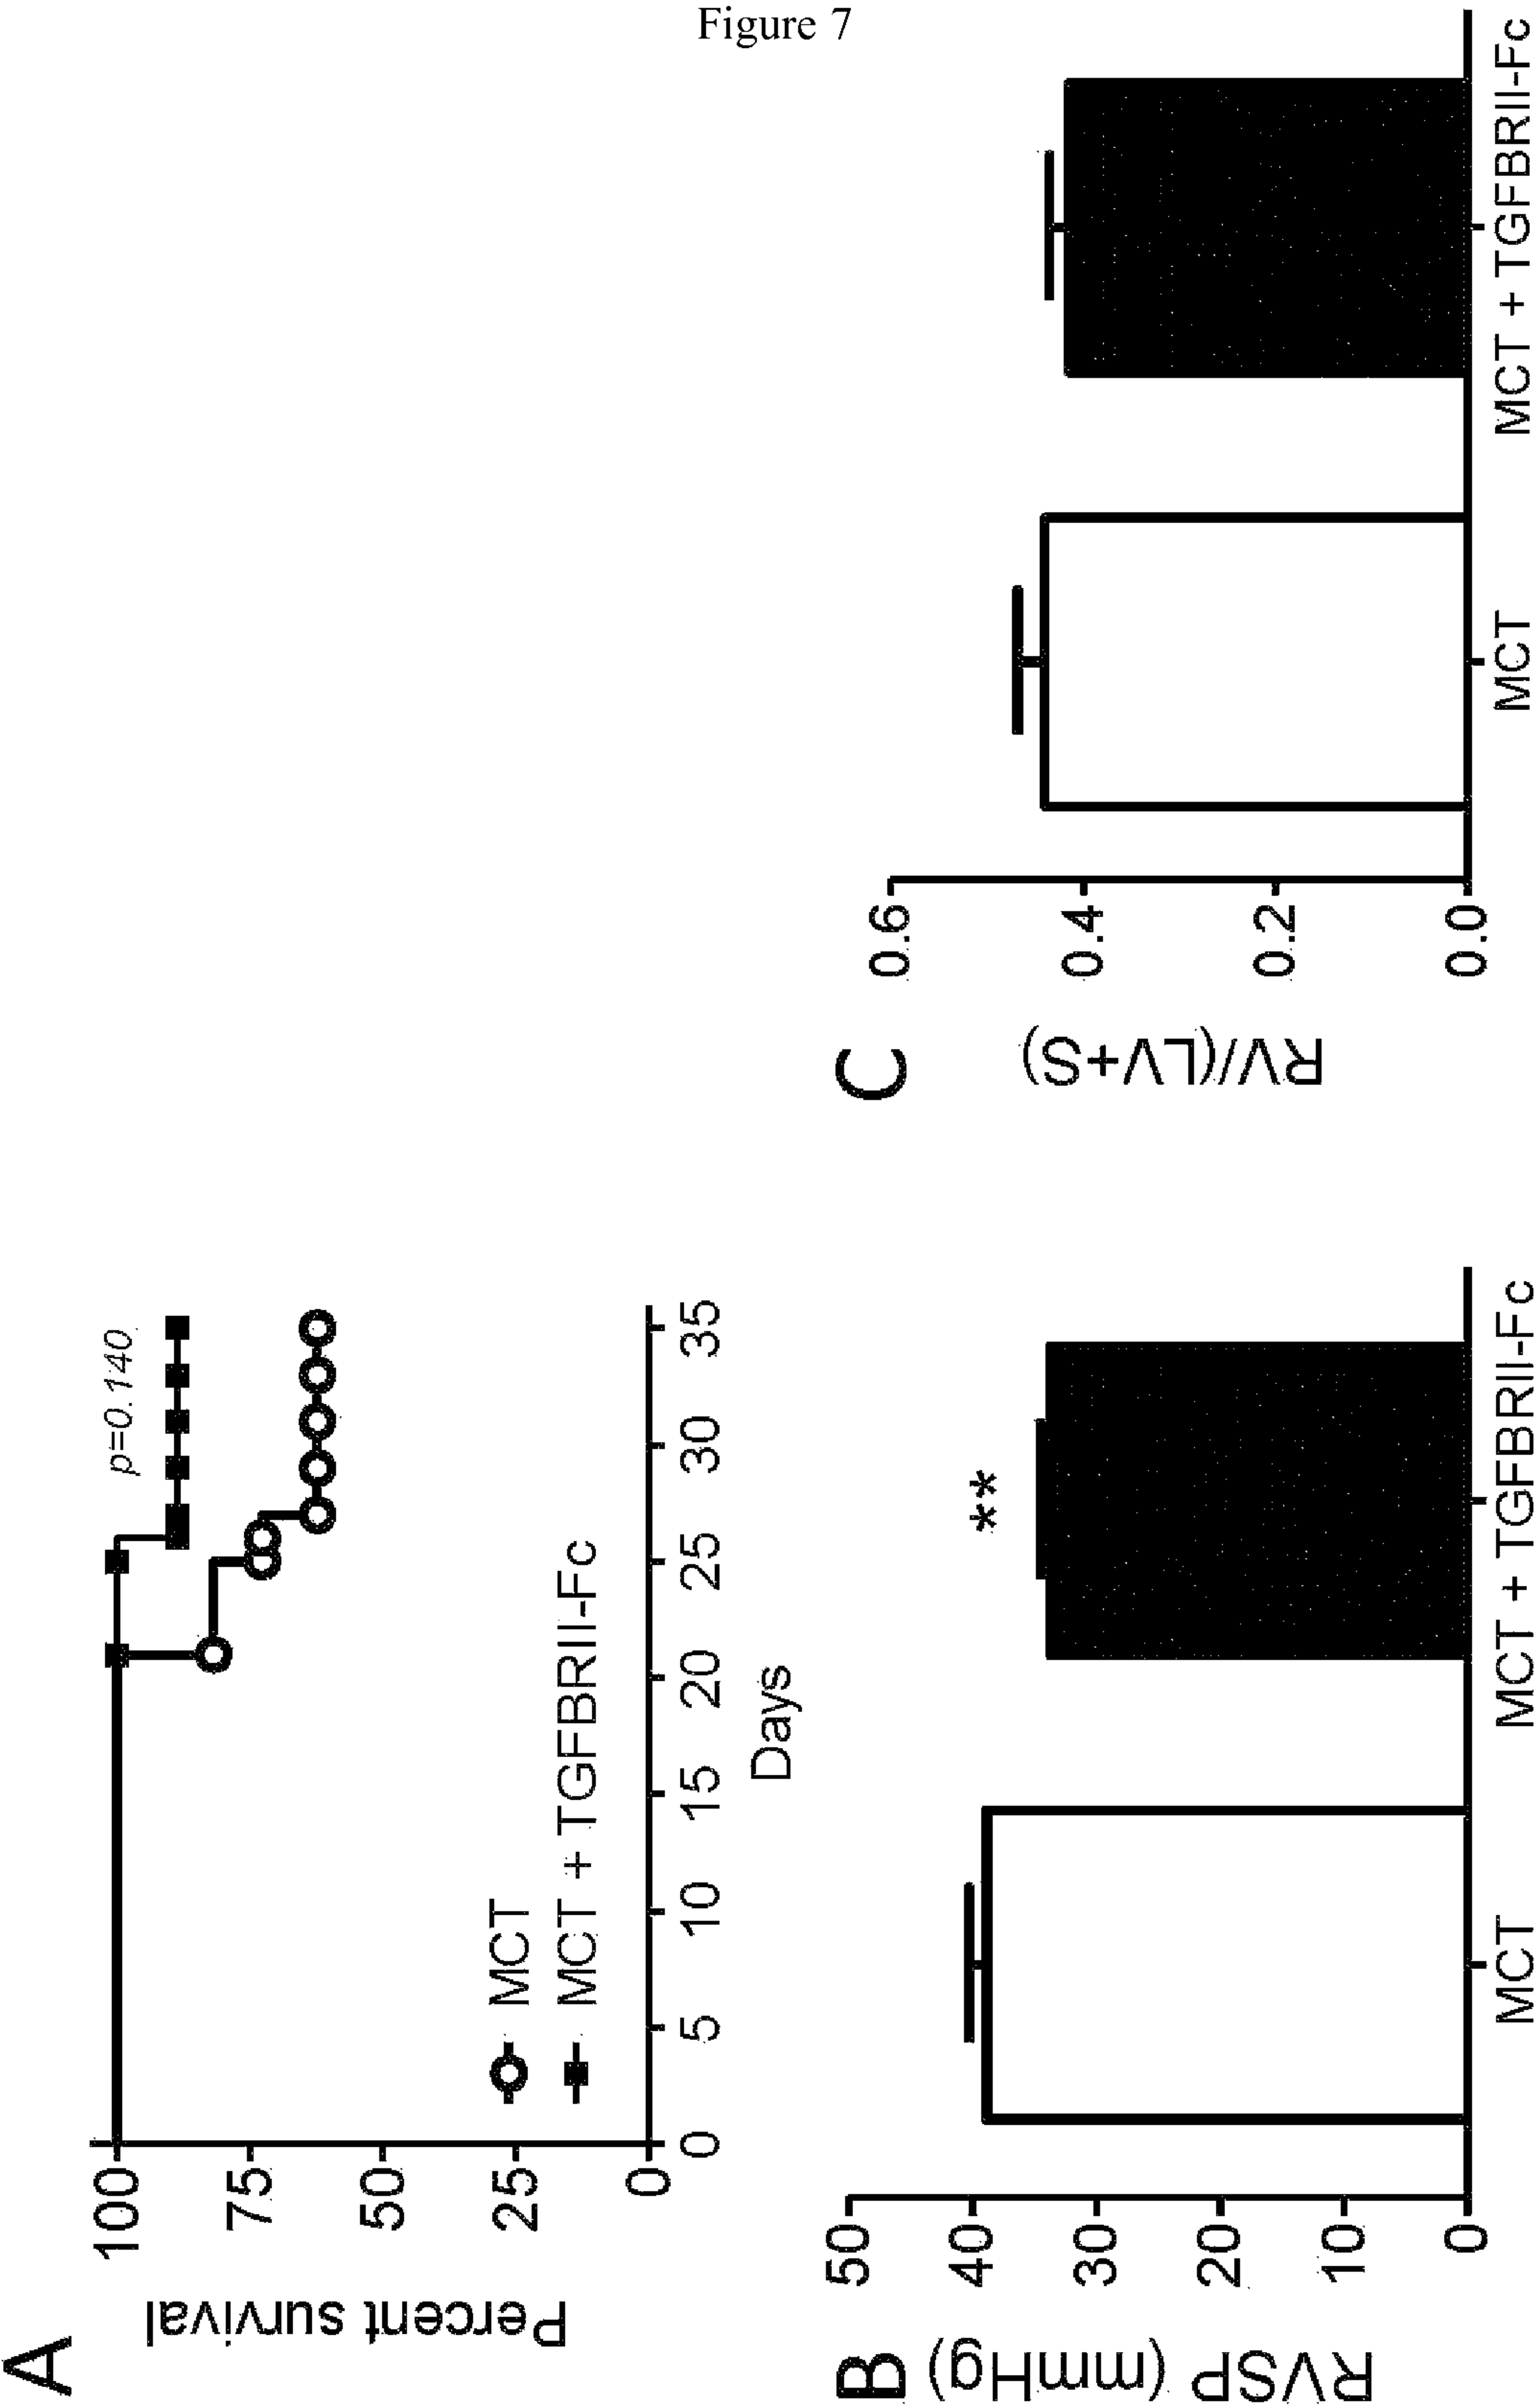 Figure 7
A
Percent survival
100
75
50
25
0
0 5 10 15 20 25 30 35
Days
p=0.140
MCT
MCT + TGFBRII-Fc
B
RVSP (mmHg)
50
40
30
20
10
0
**
MCT
MCT + TGFBRII-Fc
C
RV/(LV+S)
0.6
0.4
0.2
0.0
MCT
MCT + TGFBRII-Fc